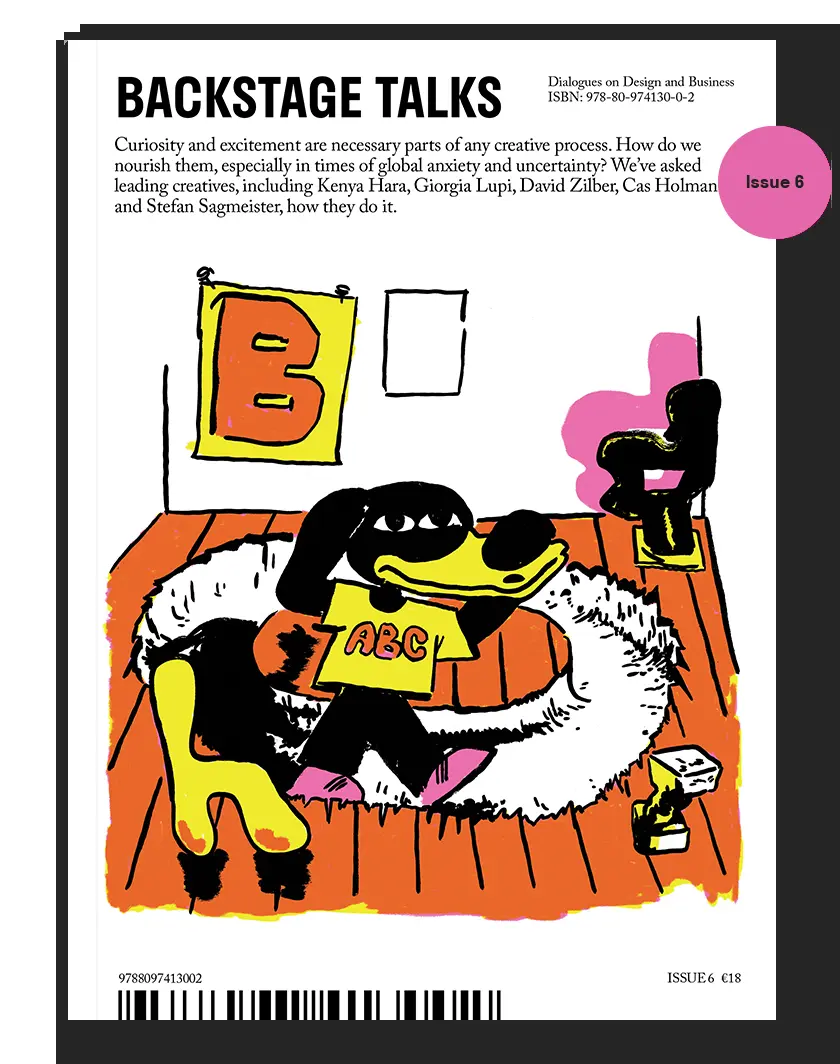 BACKSTAGE TALKS
Dialogues on Design and Business
ISBN: 978-80-974130-0-2
Curiosity and excitement are necessary parts of any creative process. How do we
nourish them, especially in times of global anxiety and uncertainty? We’ve asked
leading creatives, including Kenya Hara, Giorgia Lupi, David Zilber, Cas Holman
and Stefan Sagmeister, how they do it.
Issue 6
B
ABC
9788097413002
ISSUE 6 €18